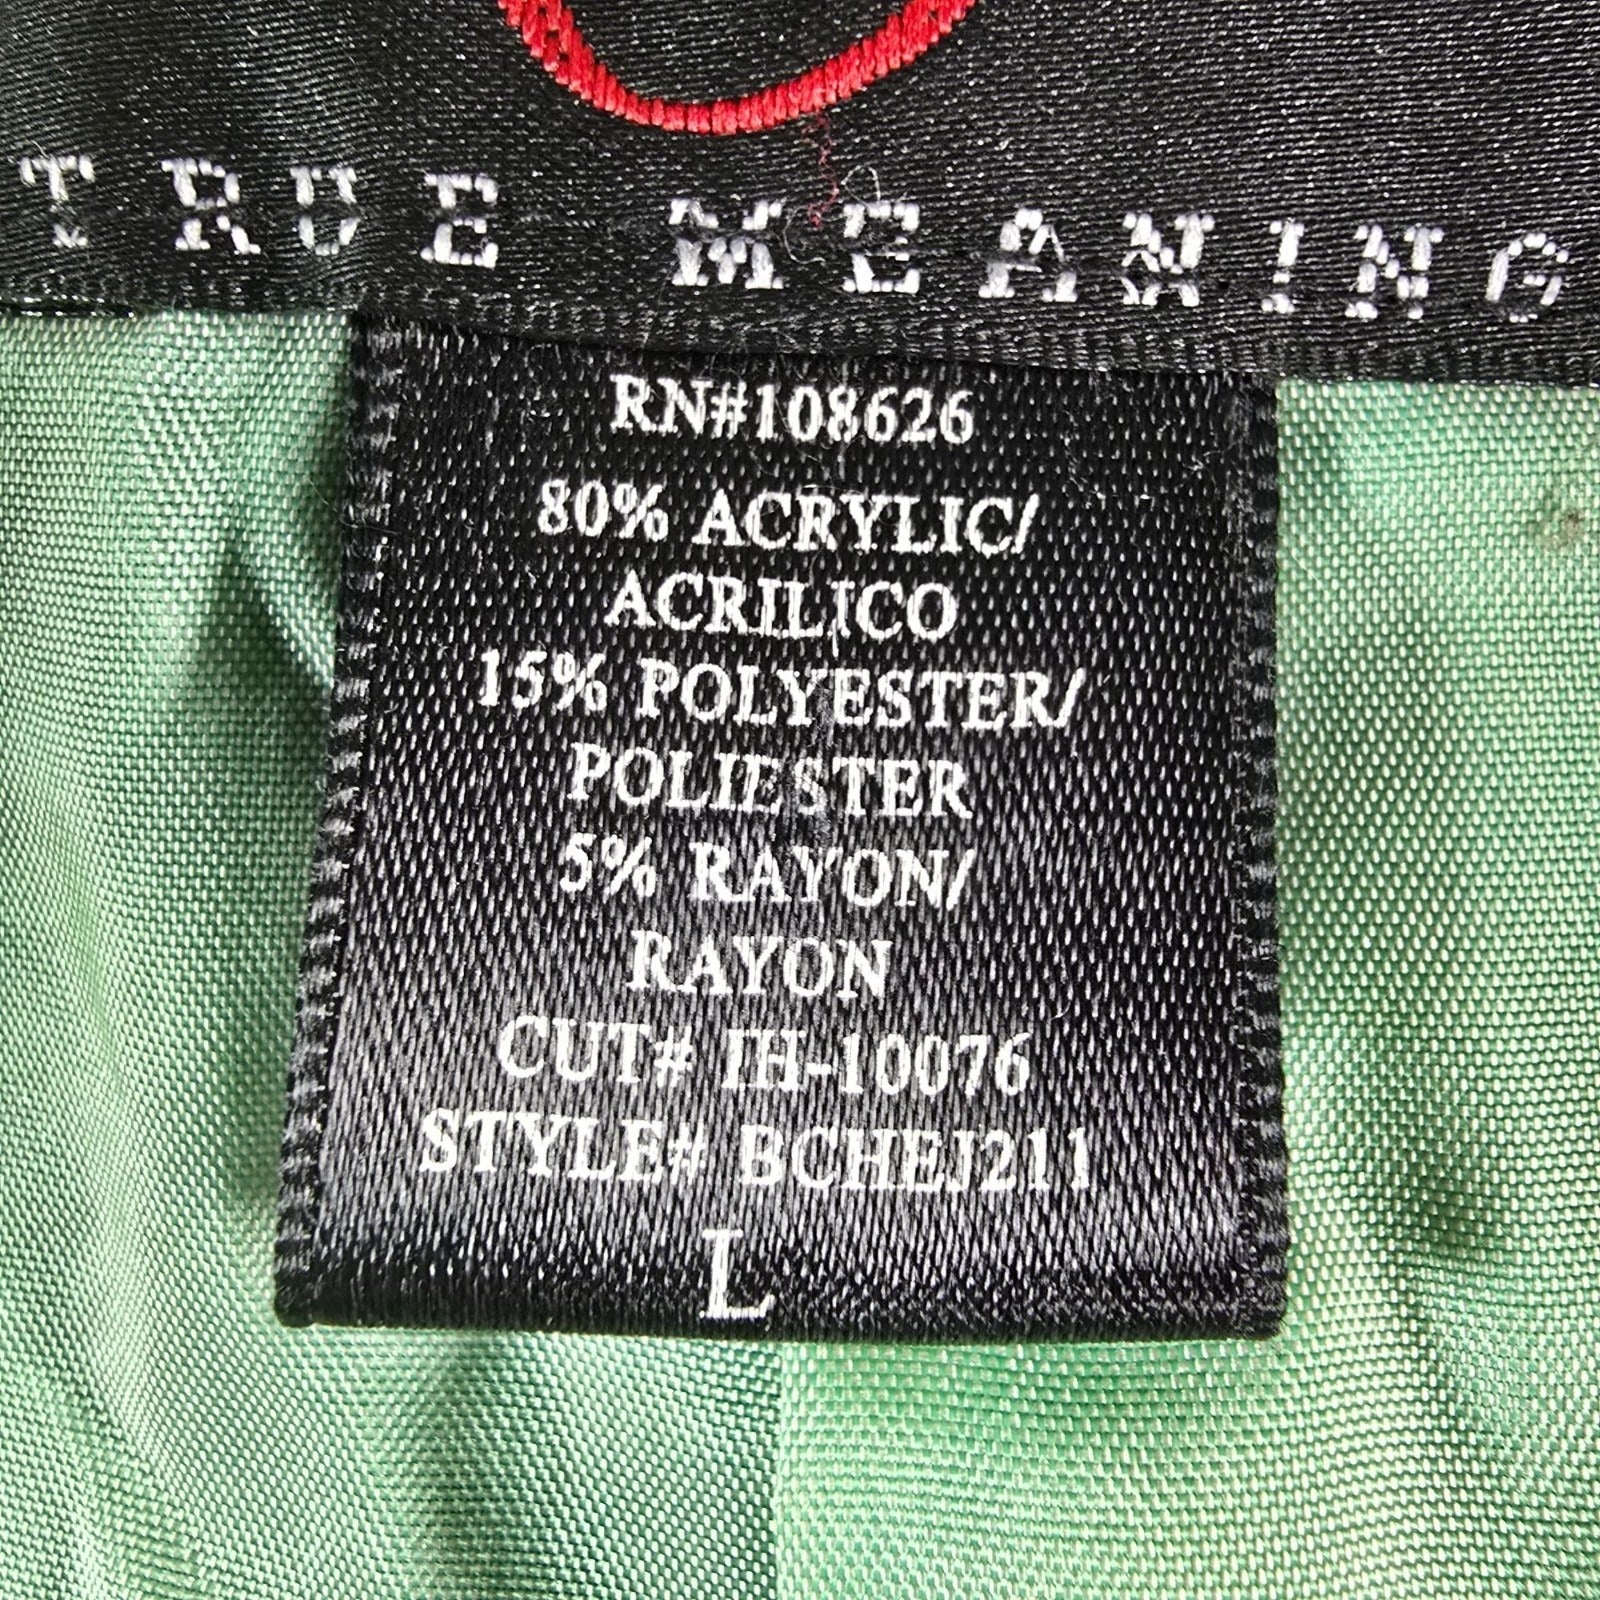 TRUE MEANING
RN#108626
80% ACRYLIC/
ACRILICO
15% POLYESTER/
POLIESTER
5% RAYON/
RAYON
CUT# IH-10076
STYLE# BCHEJ211
L